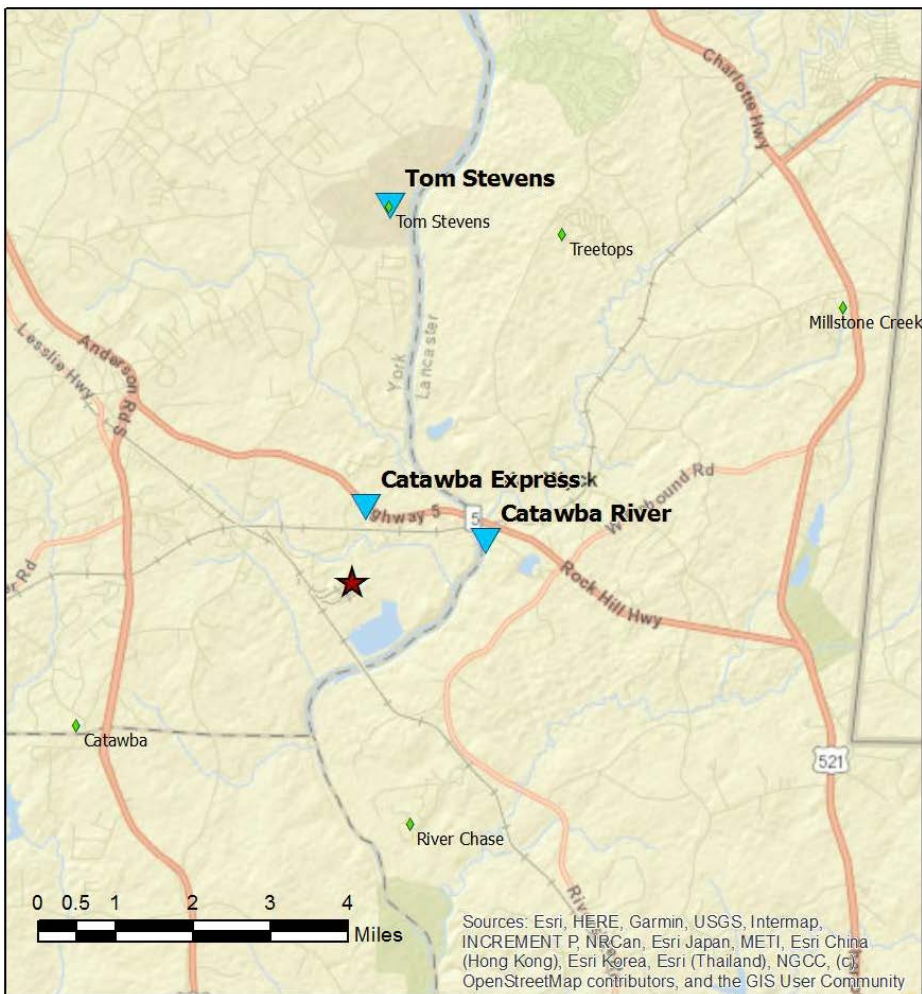 Charlotte Hwy
Tom Stevens
Tom Stevens
Treetops
Millstone Creek
York
Lancaster
Lesslie Hwy
Anderson Rd S
Catawba Express
ghway 5
5
Catawba River
Rd
Rock Hill Hwy
Rd
Catawba
521
River Chase
0 0.5 1 2 3 4
Miles
Sources: Esri, HERE, Garmin, USGS, Intermap,
INCREMENT P, NRCan, Esri Japan, METI, Esri China
(Hong Kong), Esri Korea, Esri (Thailand), NGCC, (c)
OpenStreetMap contributors, and the GIS User Community